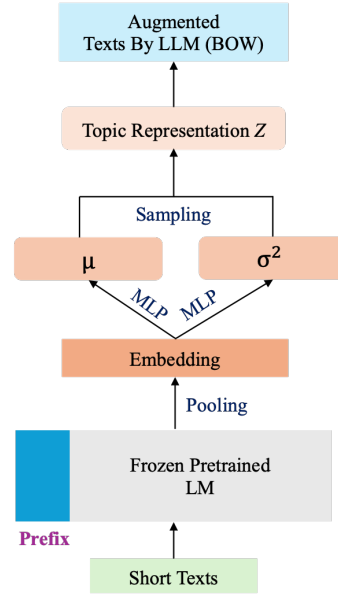 Augmented
Texts By LLM (BOW)
Topic Representation Z
Sampling
μ
σ²
MLP
MLP
Embedding
Pooling
Frozen Pretrained
LM
Prefix
Short Texts